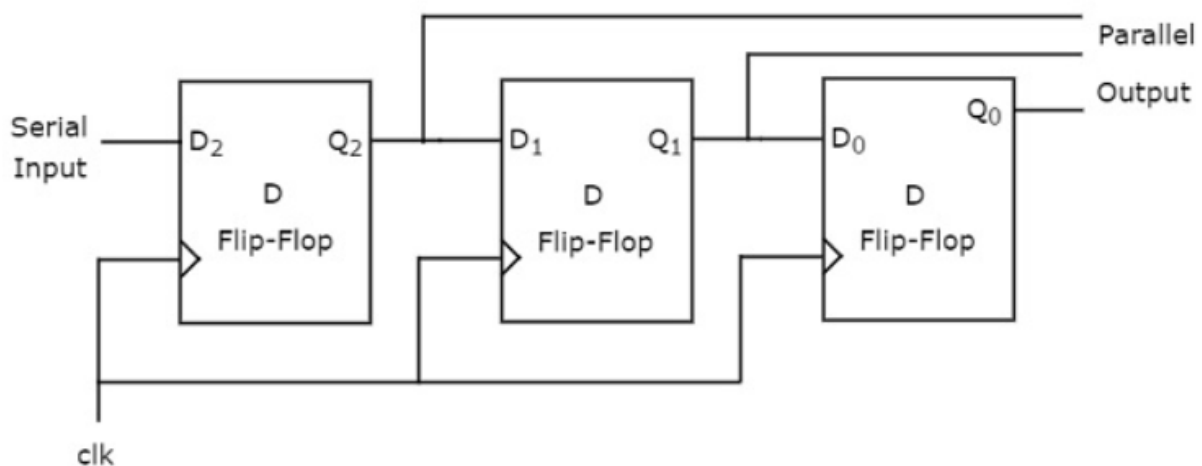 Serial
Input
D₂
Q₂
D
Flip-Flop
D₁
Q₁
D
Flip-Flop
D₀
Q₀
D
Flip-Flop
Parallel
Output
clk